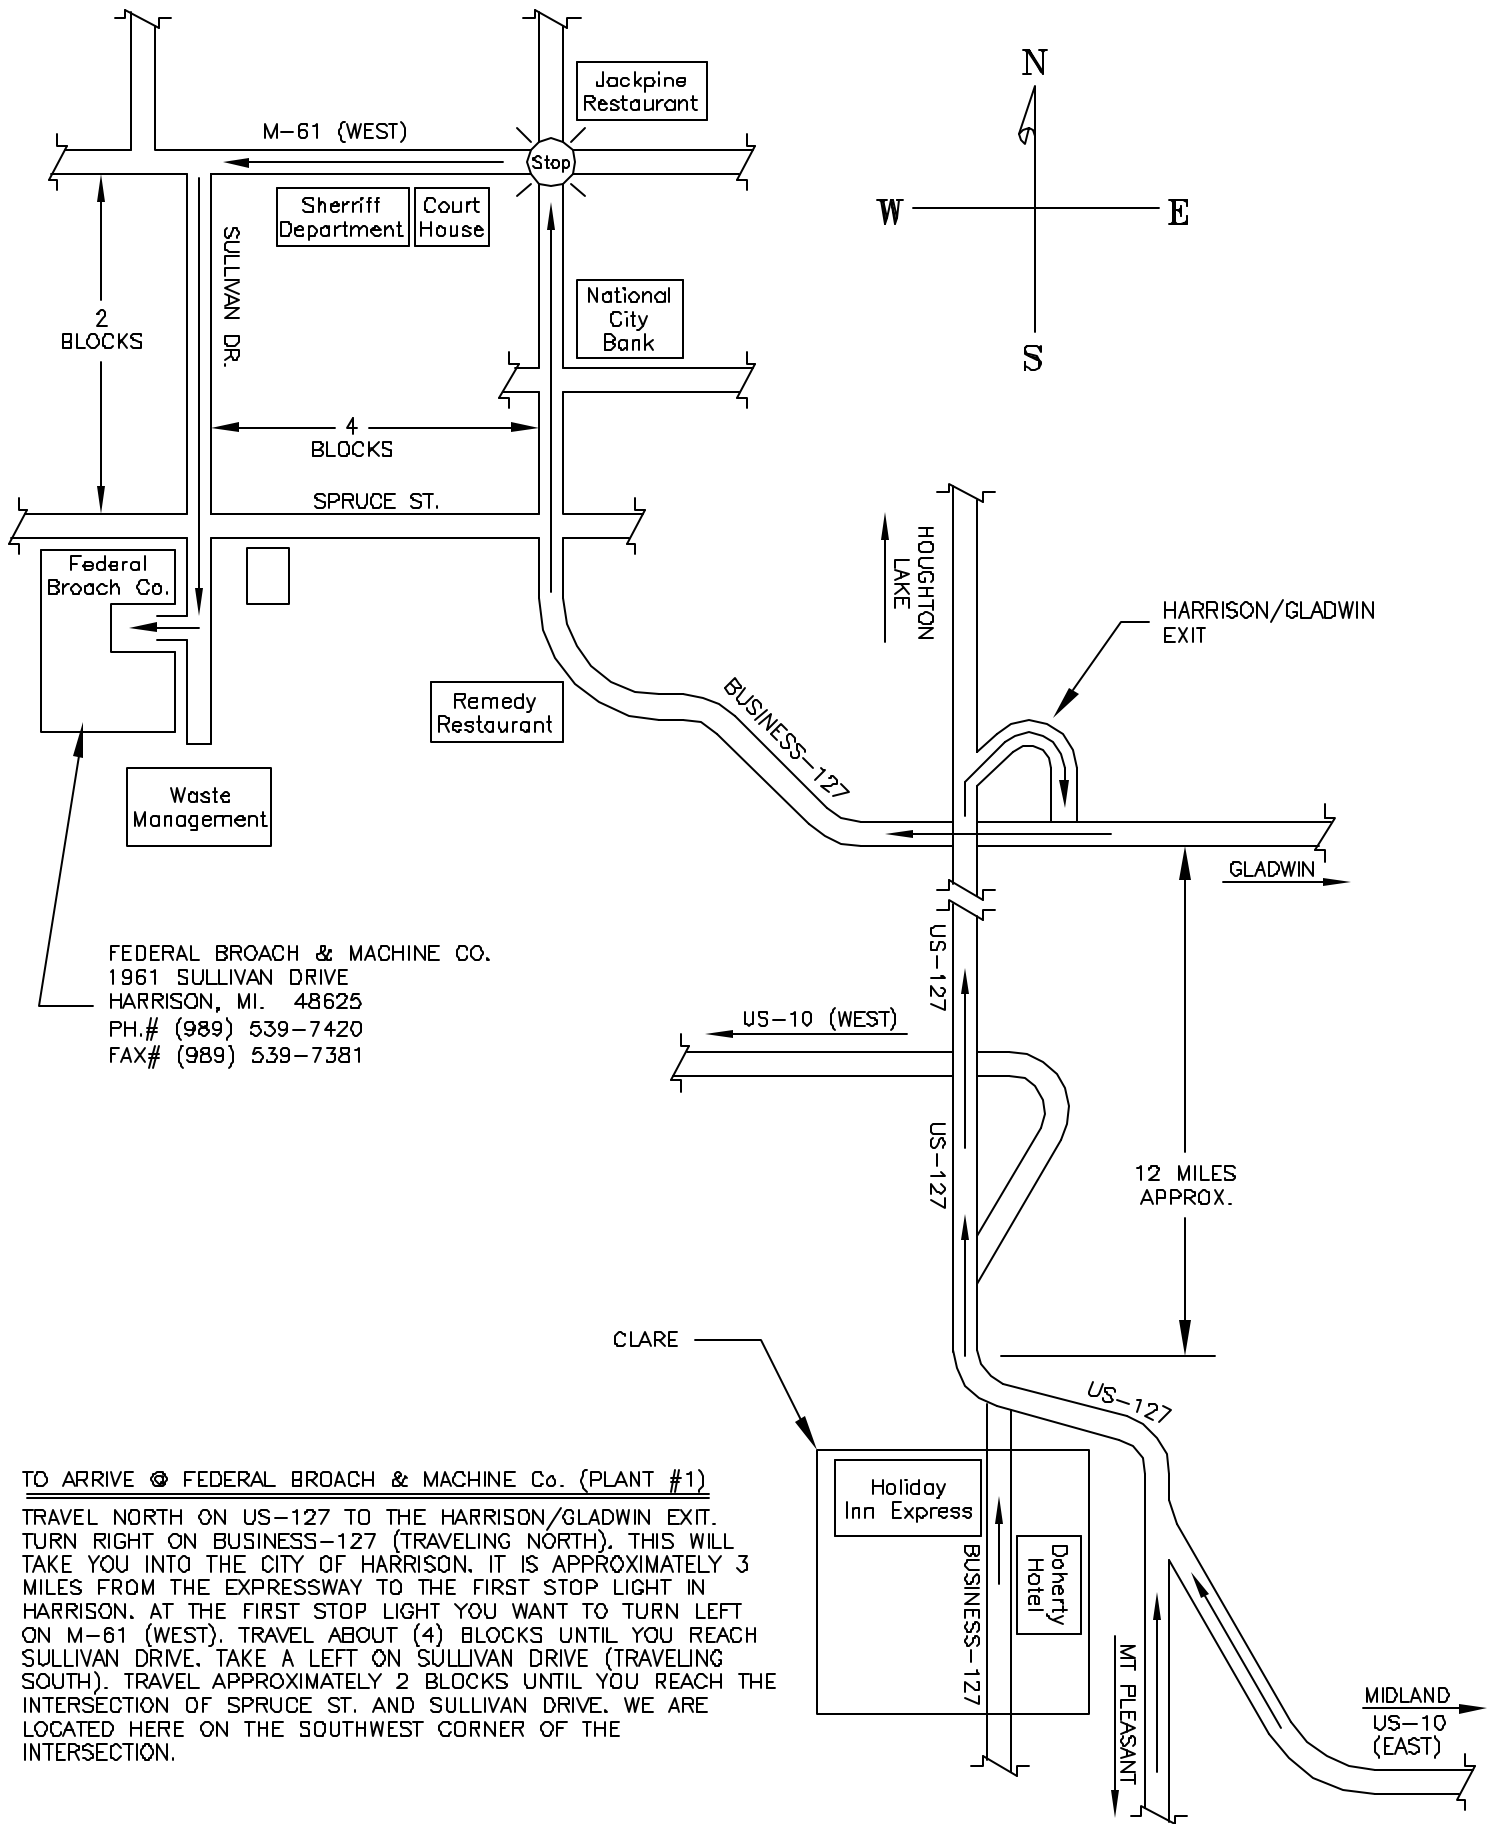 N
Jackpine
Restaurant
M-61 (WEST)
Stop
W
E
Sherriff
Department
Court
House
SULLIVAN DR.
National
City
Bank
2
BLOCKS
S
4
BLOCKS
SPRUCE ST.
HOUGHTON
LAKE
Federal
Broach Co.
HARRISON/GLADWIN
EXIT
Remedy
Restaurant
BUSINESS-127
Waste
Management
GLADWIN
US-127
FEDERAL BROACH & MACHINE CO.
1961 SULLIVAN DRIVE
HARRISON, MI. 48625
PH.# (989) 539-7420
FAX# (989) 539-7381
US-10 (WEST)
US-127
12 MILES
APPROX.
CLARE
US-127
Holiday
Inn Express
Doherty
Hotel
BUSINESS-127
MT PLEASANT
MIDLAND
US-10
(EAST)
TO ARRIVE @ FEDERAL BROACH & MACHINE Co. (PLANT #1)
TRAVEL NORTH ON US-127 TO THE HARRISON/GLADWIN EXIT.
TURN RIGHT ON BUSINESS-127 (TRAVELING NORTH). THIS WILL
TAKE YOU INTO THE CITY OF HARRISON. IT IS APPROXIMATELY 3
MILES FROM THE EXPRESSWAY TO THE FIRST STOP LIGHT IN
HARRISON. AT THE FIRST STOP LIGHT YOU WANT TO TURN LEFT
ON M-61 (WEST). TRAVEL ABOUT (4) BLOCKS UNTIL YOU REACH
SULLIVAN DRIVE. TAKE A LEFT ON SULLIVAN DRIVE (TRAVELING
SOUTH). TRAVEL APPROXIMATELY 2 BLOCKS UNTIL YOU REACH THE
INTERSECTION OF SPRUCE ST. AND SULLIVAN DRIVE. WE ARE
LOCATED HERE ON THE SOUTHWEST CORNER OF THE
INTERSECTION.